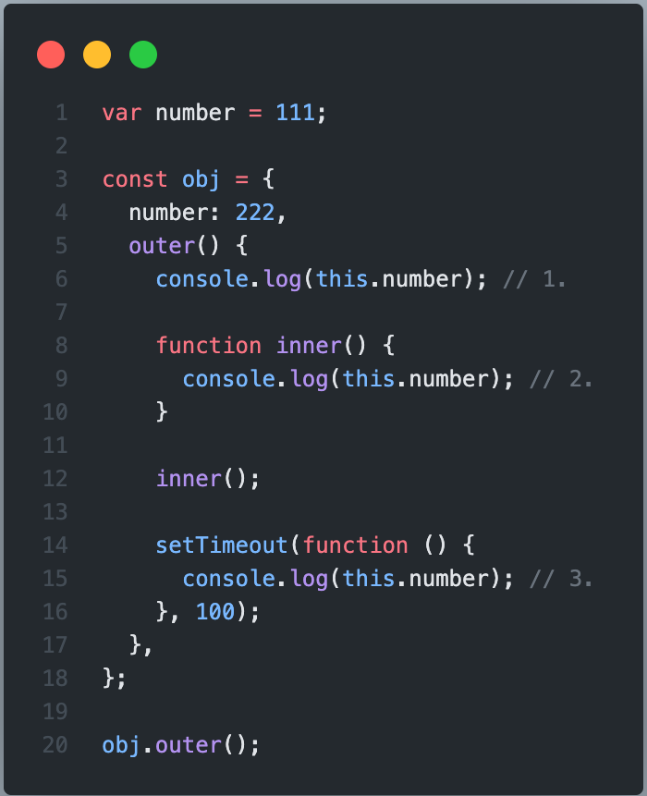 1 var number = 111;
2
3 const obj = {
4   number: 222,
5   outer() {
6     console.log(this.number); // 1.
7
8     function inner() {
9       console.log(this.number); // 2.
10     }
11
12     inner();
13
14     setTimeout(function () {
15       console.log(this.number); // 3.
16     }, 100);
17   },
18 };
19
20 obj.outer();